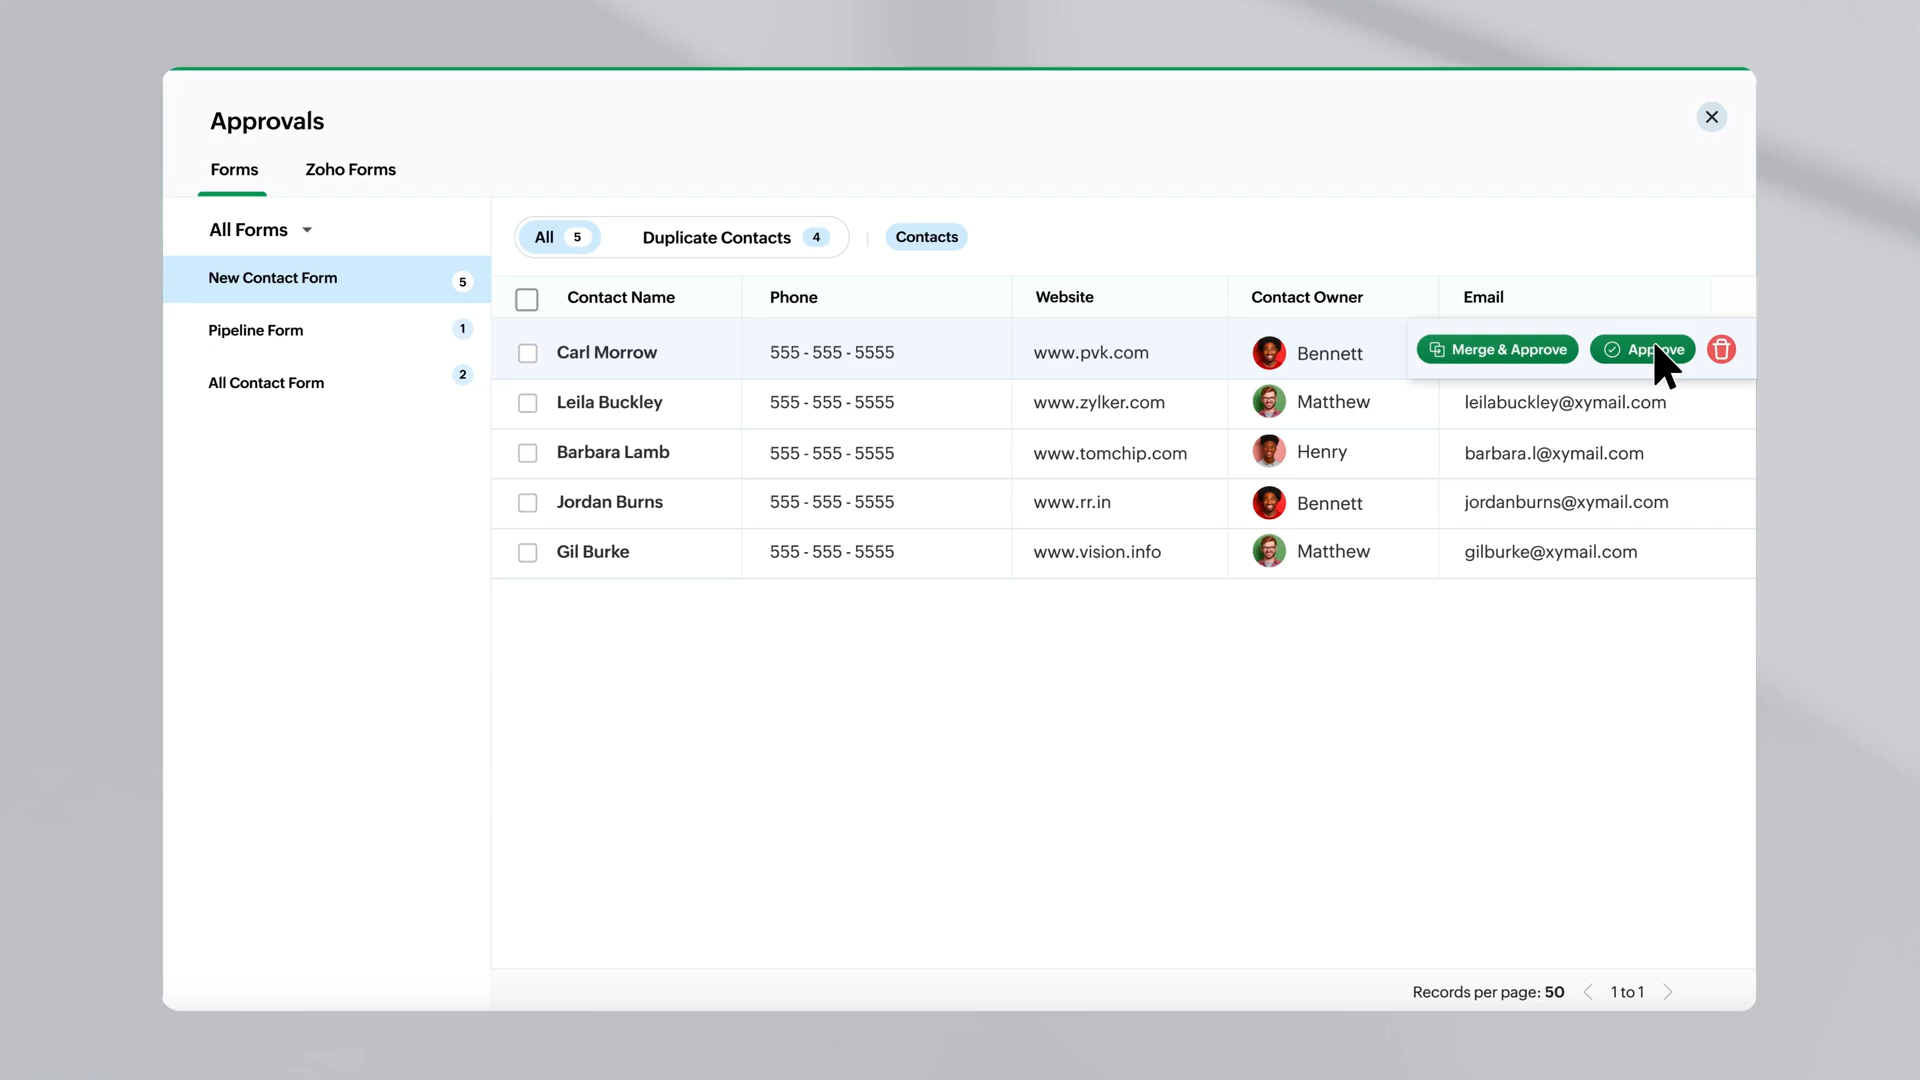 Approvals
Forms Zoho Forms
All Forms
New Contact Form 5
Pipeline Form 1
All Contact Form 2
All 5 Duplicate Contacts 4 Contacts
Contact Name Phone Website Contact Owner Email
Carl Morrow 555 - 555 - 5555 www.pvk.com Bennett Merge & Approve Approve
Leila Buckley 555 - 555 - 5555 www.zylker.com Matthew leilabuckley@xymail.com
Barbara Lamb 555 - 555 - 5555 www.tomchip.com Henry barbara.l@xymail.com
Jordan Burns 555 - 555 - 5555 www.rr.in Bennett jordanburns@xymail.com
Gil Burke 555 - 555 - 5555 www.vision.info Matthew gilburke@xymail.com
Records per page: 50 1 to 1